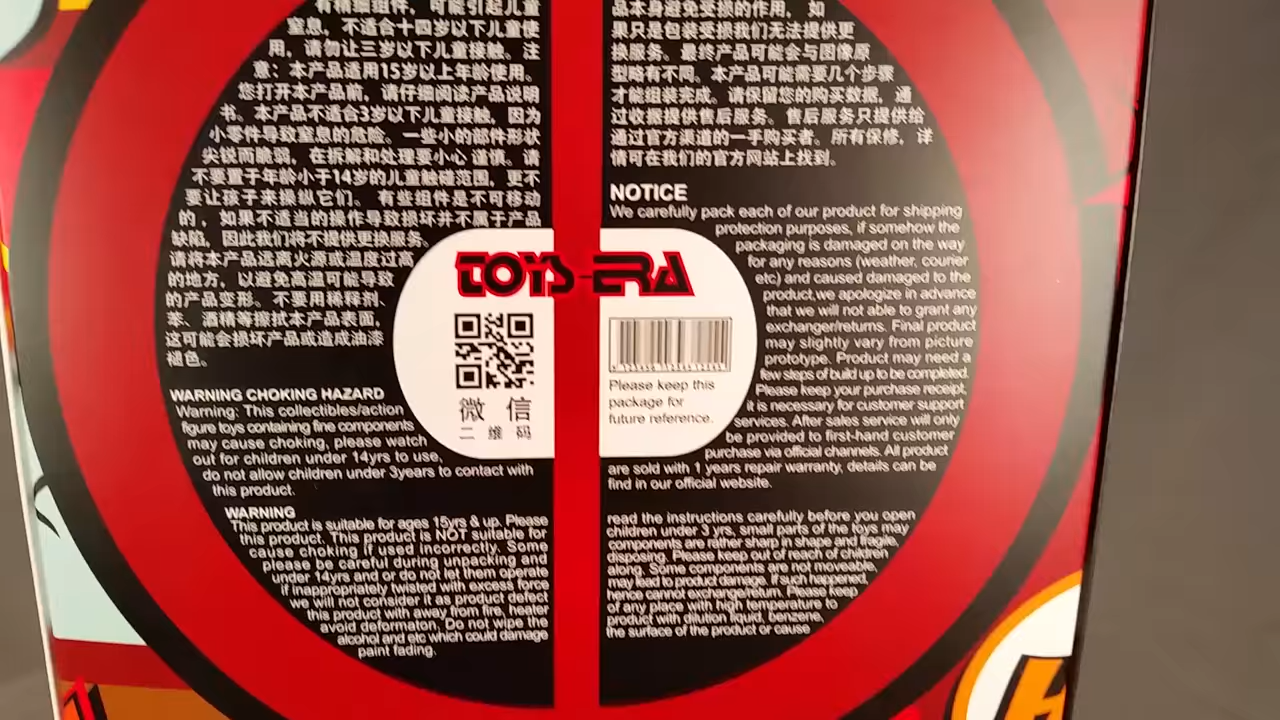 有精细组件，可能引起儿童
窒息，不适合十四岁以下儿童使
用，请勿让三岁以下儿童接触。注
意：本产品适用15岁以上年龄使用。
您打开本产品前，请仔细阅读产品说明
书。本产品不适合3岁以下儿童接触，因为
小零件导致窒息的危险。一些小的部件形状
尖锐而脆弱，在拆解和处理要小心 谨慎。请
不要置于年龄小于14岁的儿童触碰范围，更不
要让孩子来操纵它们。 有些组件是不可移动
的，如果不适当的操作导致损坏并不属于产品
缺陷，因此我们将不提供更换服务。
请将本产品远离火源或温度过高
的地方，以避免高温可能导致
的产品变形。不要用稀释剂、
苯、酒精等擦拭本产品表面，
这可能会损坏产品或造成油漆
褪色。
WARNING CHOKING HAZARD
Warning: This collectibles/action
figure toys containing fine components
may cause choking, please watch
out for children under 14yrs to use,
do not allow children under 3years to contact with
this product.
WARNING
This product is suitable for ages 15yrs & up. Please
this product. This product is NOT suitable for
cause choking if used incorrectly. Some
please be careful during unpacking and
under 14yrs and or do not let them operate
if inappropriately twisted with excess force
we will not consider it as product defect
this product with away from fire, heater
avoid deformaton. Do not wipe the
alcohol and etc which could damage
paint fading.
TOYS-ERA
微 信
二 维 码
Please keep this
package for
future reference.
品本身避免受损的作用， 如
果只是包装受损我们无法提供更
换服务。最终产品可能会与图像原
型略有不同。本产品可能需要几个步骤
才能组装完成。请保留您的购买数据，通
过收据提供售后服务。售后服务只提供给
通过官方渠道的一手购买者。所有保修，详
情可在我们的官方网站上找到。
NOTICE
We carefully pack each of our product for shipping
protection purposes, if somehow the
packaging is damaged on the way
for any reasons (weather, courier
etc) and caused damaged to the
product,we apologize in advance
that we will not able to grant any
exchanger/returns. Final product
may slightly vary from picture
prototype. Product may need a
few steps of build up to be completed.
Please keep your purchase receipt,
it is necessary for customer support
services. After sales service will only
be provided to first-hand customer
purchase via official channels. All product
are sold with 1 years repair warranty, details can be
find in our official website.
read the instructions carefully before you open
children under 3 yrs, small parts of the toys may
components are rather sharp in shape and fragile,
disposing. Please keep out of reach of children
along. Some components are not moveable,
may lead to product damage. If such happened,
hence cannot exchange/return. Please keep
of any place with high temperature to
product with dilution liquid, benzene,
the surface of the product or cause